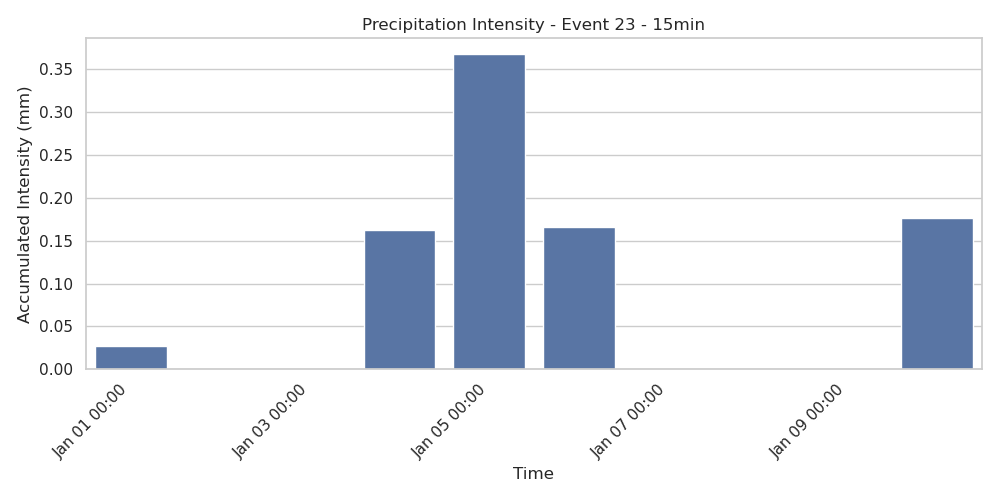 Precipitation Intensity - Event 23 - 15min
Accumulated Intensity (mm)
0.35
0.30
0.25
0.20
0.15
0.10
0.05
0.00
Jan 01 00:00
Jan 03 00:00
Jan 05 00:00
Jan 07 00:00
Jan 09 00:00
Time